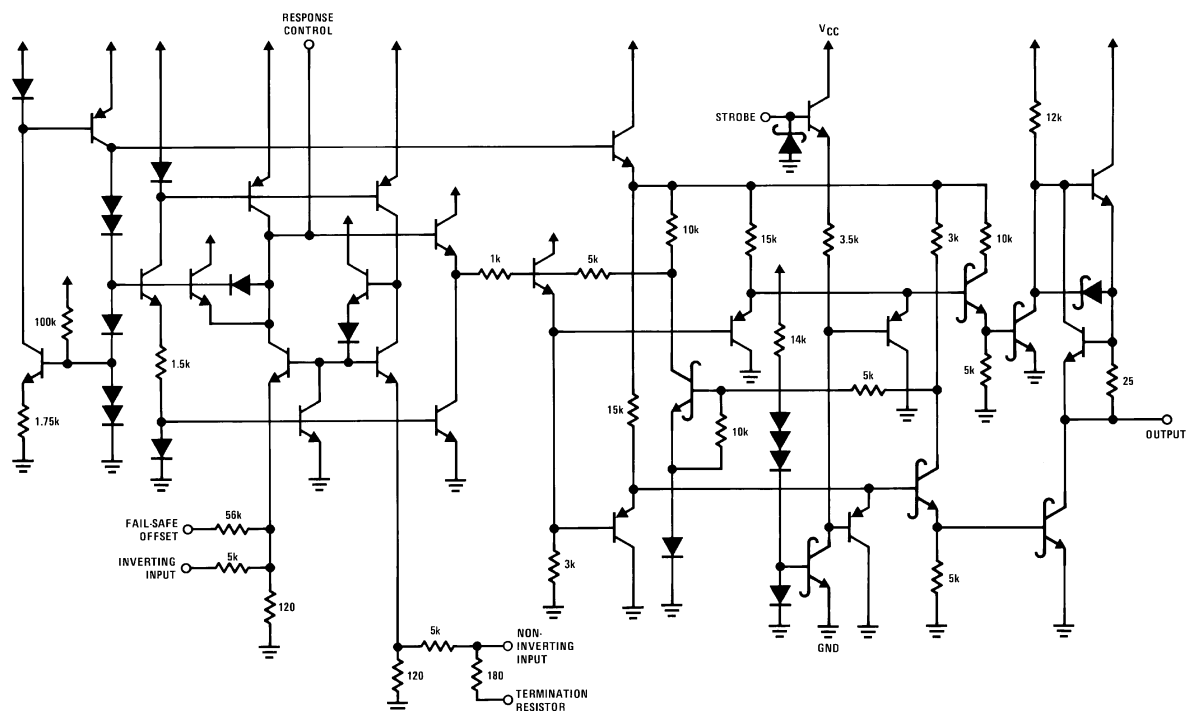 RESPONSE
CONTROL
VCC
STROBE
12k
10k
15k
3.5k
3k
10k
1k
5k
100k
1.5k
14k
5k
5k
25
1.75k
15k
10k
OUTPUT
FAIL-SAFE
OFFSET
56k
INVERTING
INPUT
5k
3k
5k
120
GND
5k
NON-
INVERTING
INPUT
120
180
TERMINATION
RESISTOR